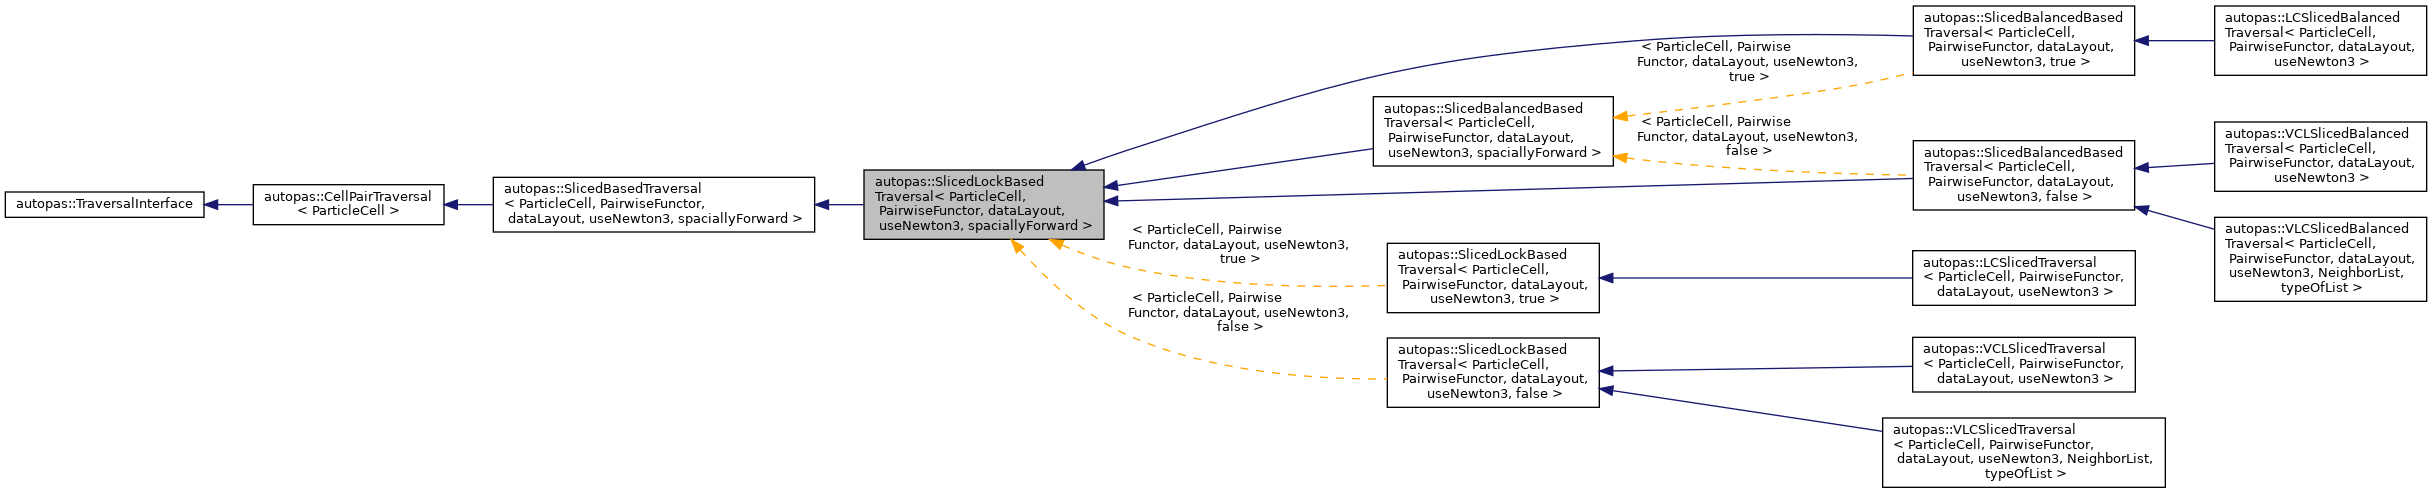 autopas::TraversalInterface
autopas::CellPairTraversal
< ParticleCell >
autopas::SlicedBasedTraversal
< ParticleCell, PairwiseFunctor,
dataLayout, useNewton3, spaciallyForward >
autopas::SlicedLockBased
Traversal< ParticleCell,
PairwiseFunctor, dataLayout,
useNewton3, spaciallyForward >
< ParticleCell, Pairwise
Functor, dataLayout, useNewton3,
true >
< ParticleCell, Pairwise
Functor, dataLayout, useNewton3,
false >
autopas::SlicedBalancedBased
Traversal< ParticleCell,
PairwiseFunctor, dataLayout,
useNewton3, spaciallyForward >
autopas::SlicedLockBased
Traversal< ParticleCell,
PairwiseFunctor, dataLayout,
useNewton3, true >
autopas::SlicedLockBased
Traversal< ParticleCell,
PairwiseFunctor, dataLayout,
useNewton3, false >
< ParticleCell, Pairwise
Functor, dataLayout, useNewton3,
true >
< ParticleCell, Pairwise
Functor, dataLayout, useNewton3,
false >
autopas::SlicedBalancedBased
Traversal< ParticleCell,
PairwiseFunctor, dataLayout,
useNewton3, true >
autopas::SlicedBalancedBased
Traversal< ParticleCell,
PairwiseFunctor, dataLayout,
useNewton3, false >
autopas::LCSlicedTraversal
< ParticleCell, PairwiseFunctor,
dataLayout, useNewton3 >
autopas::VCLSlicedTraversal
< ParticleCell, PairwiseFunctor,
dataLayout, useNewton3 >
autopas::VLCSlicedTraversal
< ParticleCell, PairwiseFunctor,
dataLayout, useNewton3, NeighborList,
typeOfList >
autopas::LCSlicedBalanced
Traversal< ParticleCell,
PairwiseFunctor, dataLayout,
useNewton3 >
autopas::VCLSlicedBalanced
Traversal< ParticleCell,
PairwiseFunctor, dataLayout,
useNewton3 >
autopas::VLCSlicedBalanced
Traversal< ParticleCell,
PairwiseFunctor, dataLayout,
useNewton3, NeighborList,
typeOfList >